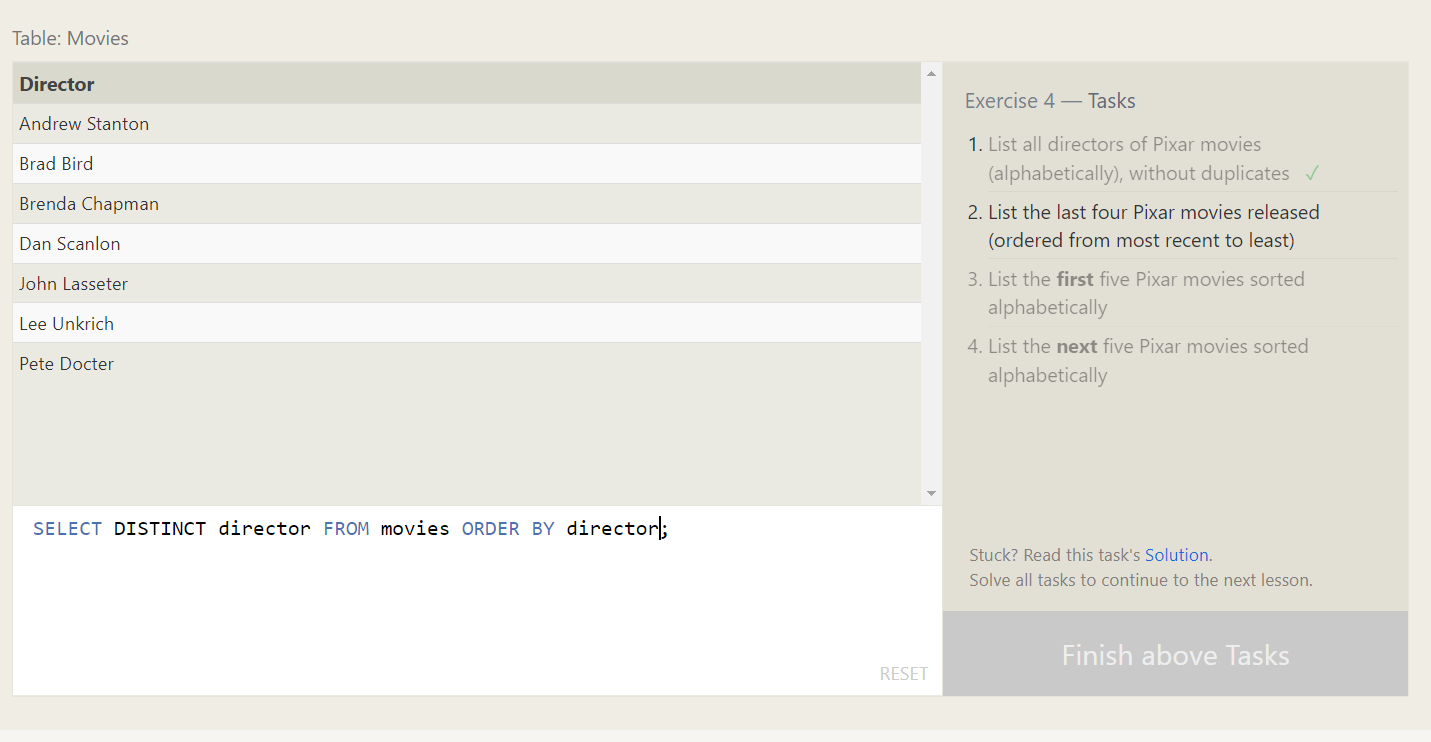 Table: Movies
Director
Andrew Stanton
Brad Bird
Brenda Chapman
Dan Scanlon
John Lasseter
Lee Unkrich
Pete Docter
SELECT DISTINCT director FROM movies ORDER BY director;
RESET
Exercise 4 — Tasks
1. List all directors of Pixar movies
(alphabetically), without duplicates ✓
2. List the last four Pixar movies released
(ordered from most recent to least)
3. List the first five Pixar movies sorted
alphabetically
4. List the next five Pixar movies sorted
alphabetically
Stuck? Read this task's Solution.
Solve all tasks to continue to the next lesson.
Finish above Tasks